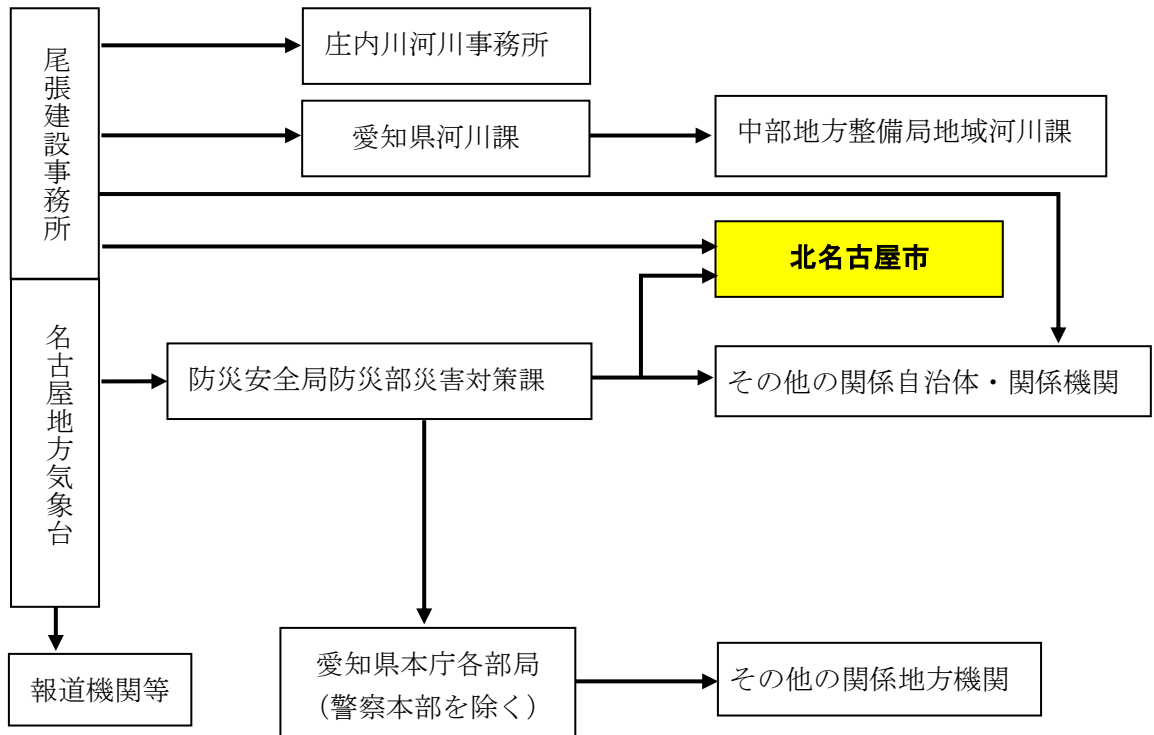 尾張建設事務所
庄内川河川事務所
愛知県河川課
中部地方整備局地域河川課
北名古屋市
名古屋地方気象台
防災安全局防災部災害対策課
その他の関係自治体・関係機関
報道機関等
愛知県本庁各部局
（警察本部を除く）
その他の関係地方機関